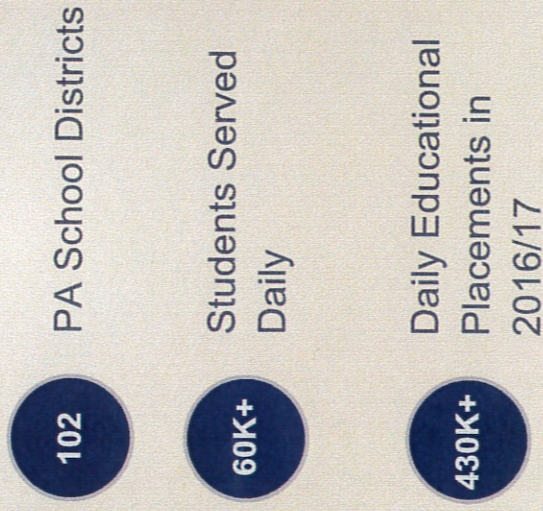 102
PA School Districts
60K+
Students Served
Daily
430K+
Daily Educational
Placements in
2016/17